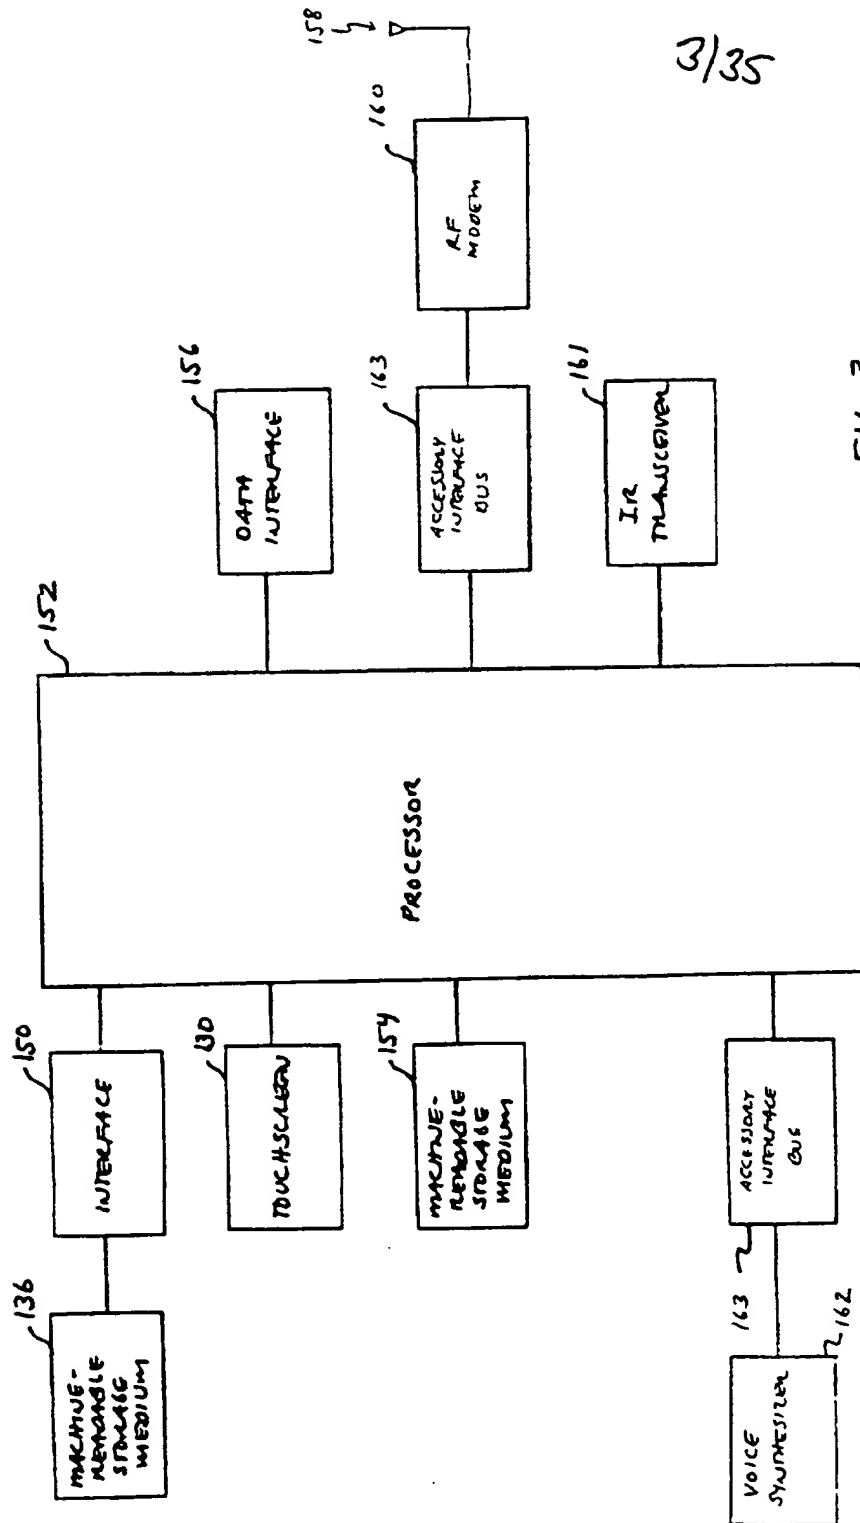 3/35
158
160
RF
MODEM
156
DATA
INTERFACE
163
ACCESSORY
INTERFACE
BUS
161
IR
TRANSCEIVER
152
PROCESSOR
150
INTERFACE
130
TOUCHSCREEN
154
MACHINE-
READABLE
STORAGE
MEDIUM
ACCESSORY
INTERFACE
BUS
163
136
MACHINE-
READABLE
STORAGE
MEDIUM
162
VOICE
SYNTHESIZER